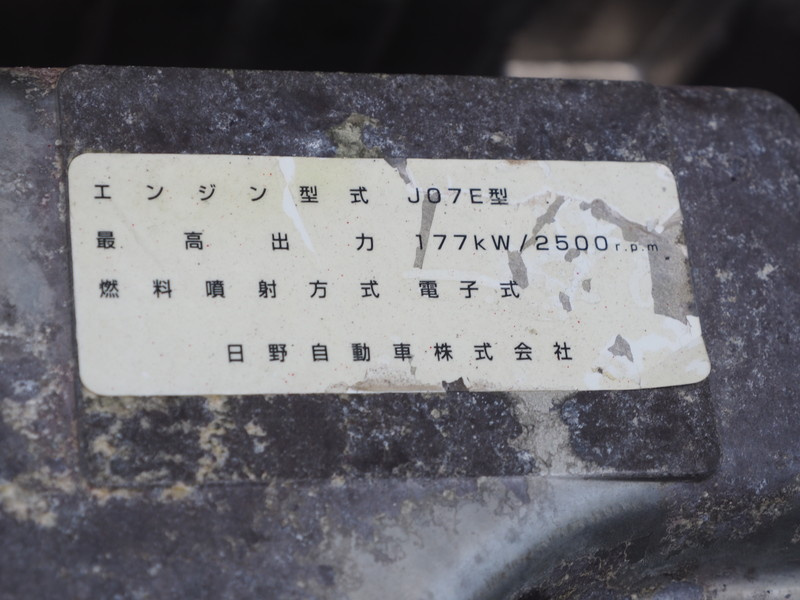 エンジン型式 J07E型
最高出力 177kW/2500r.p.m
燃料噴射方式 電子式
日野自動車株式会社